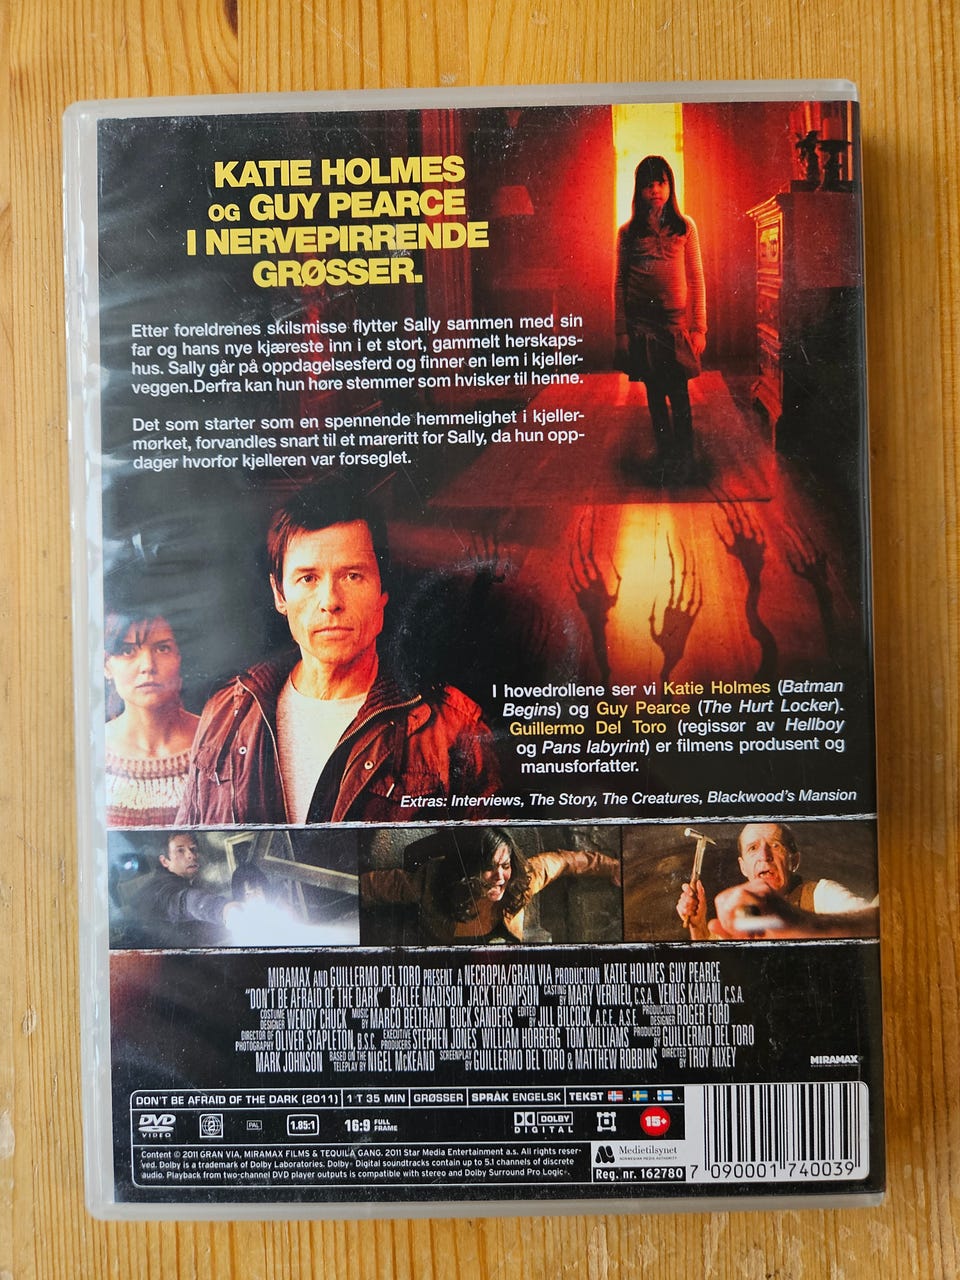 KATIE HOLMES
OG GUY PEARCE
I NERVEPIRRENDE
GRØSSER.
Etter foreldrenes skilsmisse flytter Sally sammen med sin
far og hans nye kjæreste inn i et stort, gammelt herskaps-
hus. Sally går på oppdagelsesferd og finner en lem i kjeller-
veggen.Derfra kan hun høre stemmer som hvisker til henne.
Det som starter som en spennende hemmelighet i kjeller-
mørket, forvandles snart til et mareritt for Sally, da hun opp-
dager hvorfor kjelleren var forseglet.
I hovedrollene ser vi Katie Holmes (Batman
Begins) og Guy Pearce (The Hurt Locker).
Guillermo Del Toro (regissør av Hellboy
og Pans labyrint) er filmens produsent og
manusforfatter.
Extras: Interviews, The Story, The Creatures, Blackwood's Mansion
MIRAMAX AND GUILLERMO DEL TORO PRESENT A NECROPIA/GRAN VIA PRODUCTION KATIE HOLMES GUY PEARCE
"DON'T BE AFRAID OF THE DARK" BAILEE MADISON JACK THOMPSON CASTING BY MARY VERNIEU, C.S.A. VENUS KANANI, C.S.A.
COSTUME DESIGNER WENDY CHUCK MUSIC BY MARCO BELTRAMI BUCK SANDERS EDITED BY JILL BILCOCK, A.C.E., A.S.E. PRODUCTION DESIGNER ROGER FORD
DIRECTOR OF PHOTOGRAPHY OLIVER STAPLETON, B.S.C. EXECUTIVE PRODUCERS STEPHEN JONES WILLIAM HORBERG TOM WILLIAMS PRODUCED BY GUILLERMO DEL TORO
MARK JOHNSON BASED ON THE TELEPLAY BY NIGEL McKEAND SCREENPLAY BY GUILLERMO DEL TORO & MATTHEW ROBBINS DIRECTED BY TROY NIXEY
MIRAMAX
DON'T BE AFRAID OF THE DARK (2011) 1 T 35 MIN GRØSSER SPRÅK ENGELSK TEKST
DVD VIDEO 2 PAL 1.85:1 16:9 FULL FRAME DOLBY DIGITAL 15+
Content © 2011 GRAN VIA, MIRAMAX FILMS & TEQUILA GANG. 2011 Star Media Entertainment a.s. All rights reser-
ved. Dolby is a trademark of Dolby Laboratories. Dolby- Digital soundtracks contain up to 5.1 channels of discrete
audio. Playback from two-channel DVD player outputs is compatible with stereo and Dolby Surround Pro Logic-.
Medietilsynet
NORWEGIAN MEDIA AUTHORITY
Reg. nr. 162780
7 090001 740039